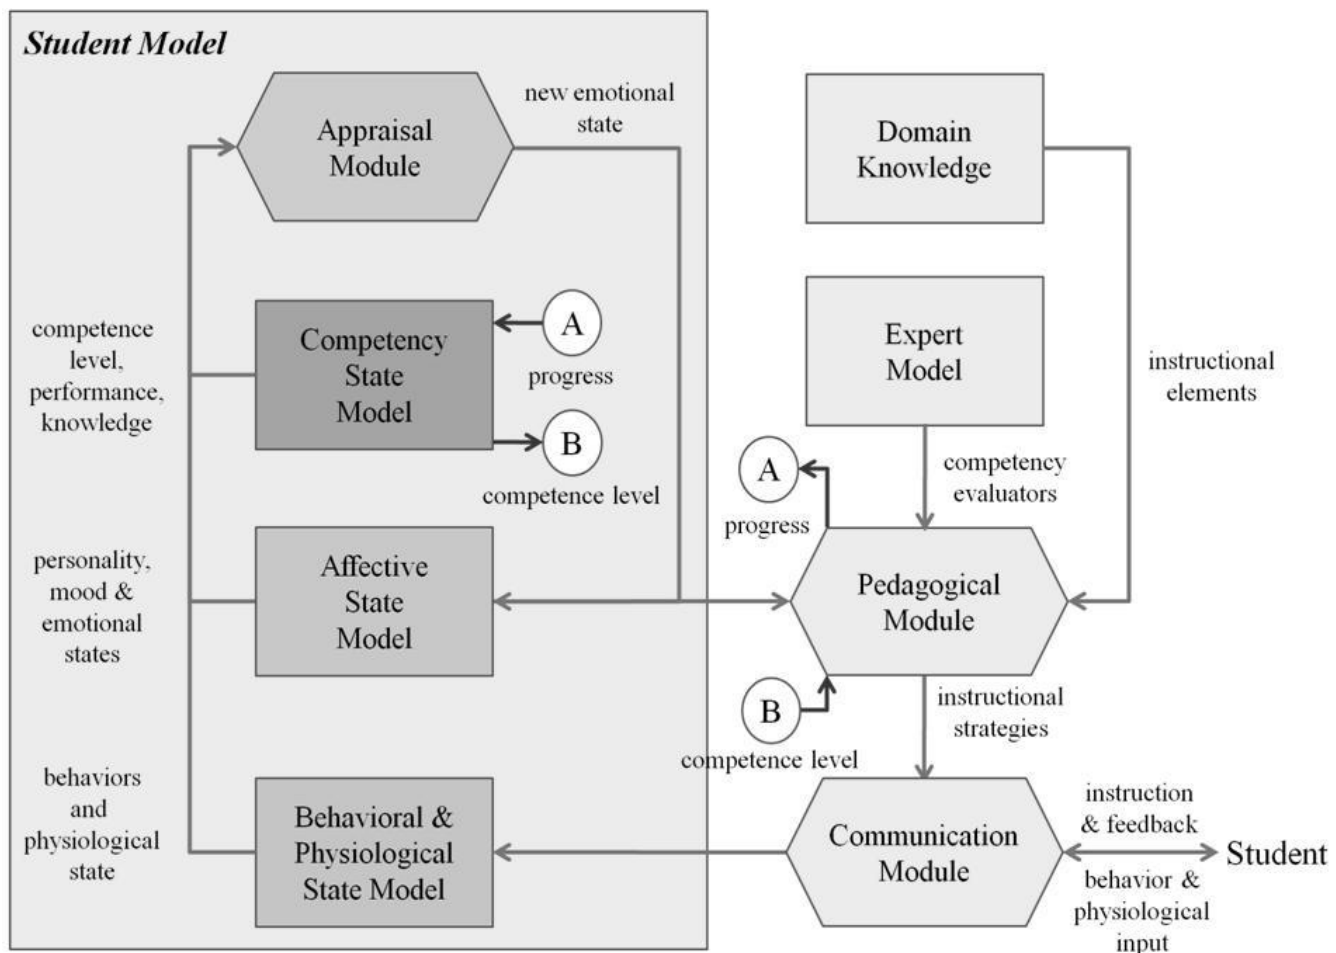 Student Model
Appraisal
Module
new emotional
state
Domain
Knowledge
competence
level,
performance,
knowledge
Competency
State
Model
A
progress
B
competence level
Expert
Model
instructional
elements
A
progress
competency
evaluators
personality,
mood &
emotional
states
Affective
State
Model
Pedagogical
Module
B
competence level
instructional
strategies
behaviors
and
physiological
state
Behavioral &
Physiological
State Model
Communication
Module
instruction
& feedback
Student
behavior &
physiological
input